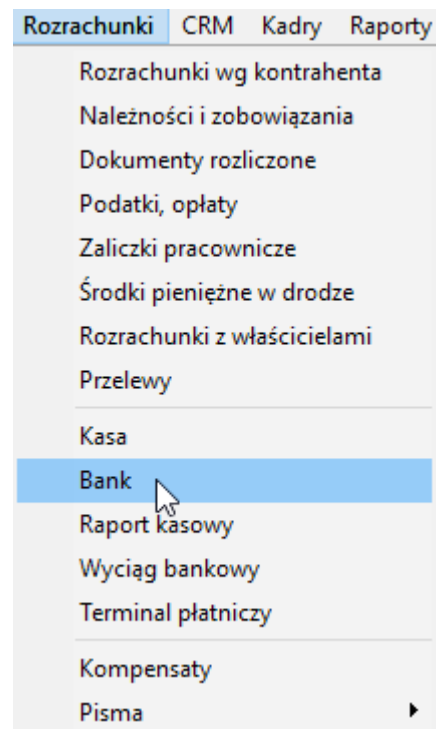 Rozrachunki CRM Kadry Raporty
Rozrachunki wg kontrahenta
Należności i zobowiązania
Dokumenty rozliczone
Podatki, opłaty
Zaliczki pracownicze
Środki pieniężne w drodze
Rozrachunki z właścicielami
Przelewy
Kasa
Bank
Raport kasowy
Wyciąg bankowy
Terminal płatniczy
Kompensaty
Pisma